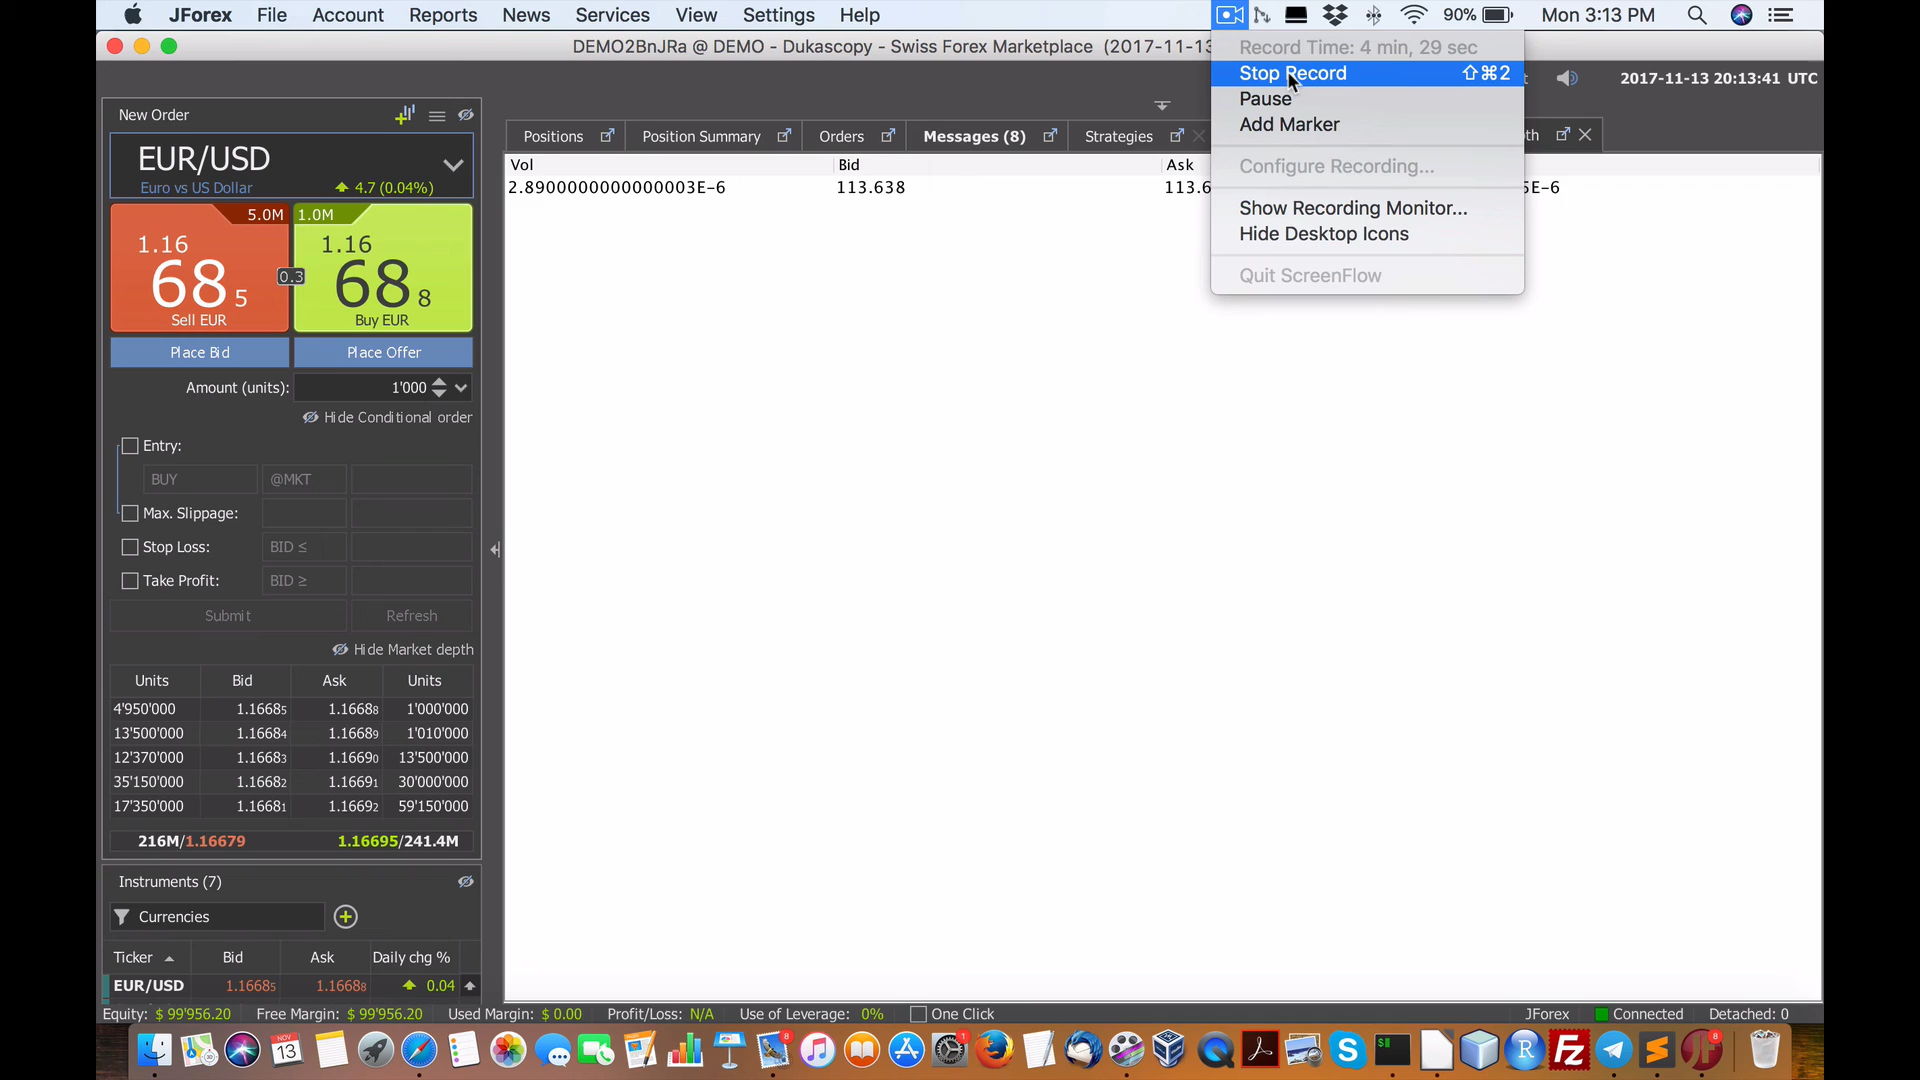 JForex File Account Reports News Services View Settings Help 90% Mon 3:13 PM
DEMO2BnJRa @ DEMO - Dukascopy - Swiss Forex Marketplace (2017-11-13
Record Time: 4 min, 29 sec
Stop Record ⇧⌘2
Pause
Add Marker
Configure Recording...
Show Recording Monitor...
Hide Desktop Icons
Quit ScreenFlow
2017-11-13 20:13:41 UTC
New Order
Positions Position Summary Orders Messages (8) Strategies th
EUR/USD
Euro vs US Dollar 4.7 (0.04%)
Vol Bid Ask
2.8900000000000003E-6 113.638 113.6 5E-6
5.0M 1.0M
1.16 1.16
68 5 0.3 68 8
Sell EUR Buy EUR
Place Bid Place Offer
Amount (units): 1'000
Hide Conditional order
Entry:
BUY @MKT
Max. Slippage:
Stop Loss: BID ≤
Take Profit: BID ≥
Submit Refresh
Hide Market depth
Units Bid Ask Units
4'950'000 1.16685 1.16688 1'000'000
13'500'000 1.16684 1.16689 1'010'000
12'370'000 1.16683 1.16690 13'500'000
35'150'000 1.16682 1.16691 30'000'000
17'350'000 1.16681 1.16692 59'150'000
216M/1.16679 1.16695/241.4M
Instruments (7)
Currencies
Ticker Bid Ask Daily chg %
EUR/USD 1.16685 1.16688 0.04
Equity: $ 99'956.20 Free Margin: $ 99'956.20 Used Margin: $ 0.00 Profit/Loss: N/A Use of Leverage: 0% One Click JForex Connected Detached: 0
NOV 13 8 1 S $ R Fz 8